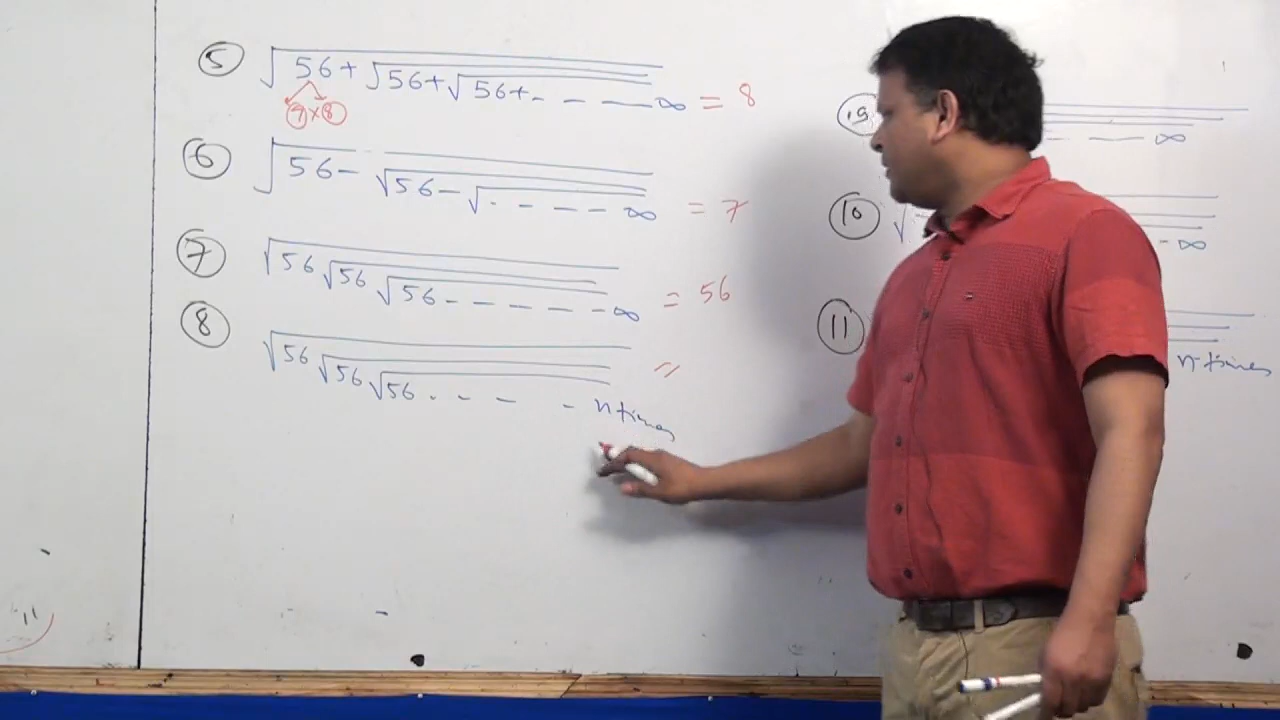 ⑤ √56+√56+√56+- - — ∞ = 8
⑦×⑧
⑥ √56-√56-√. - - - - ∞ = 7
⑦ √56√56√56 - - - - - - ∞ = 56
⑧ √56√56√56 . - - - n times =
19
- — - ∞
10 √
- ∞
11
n-times